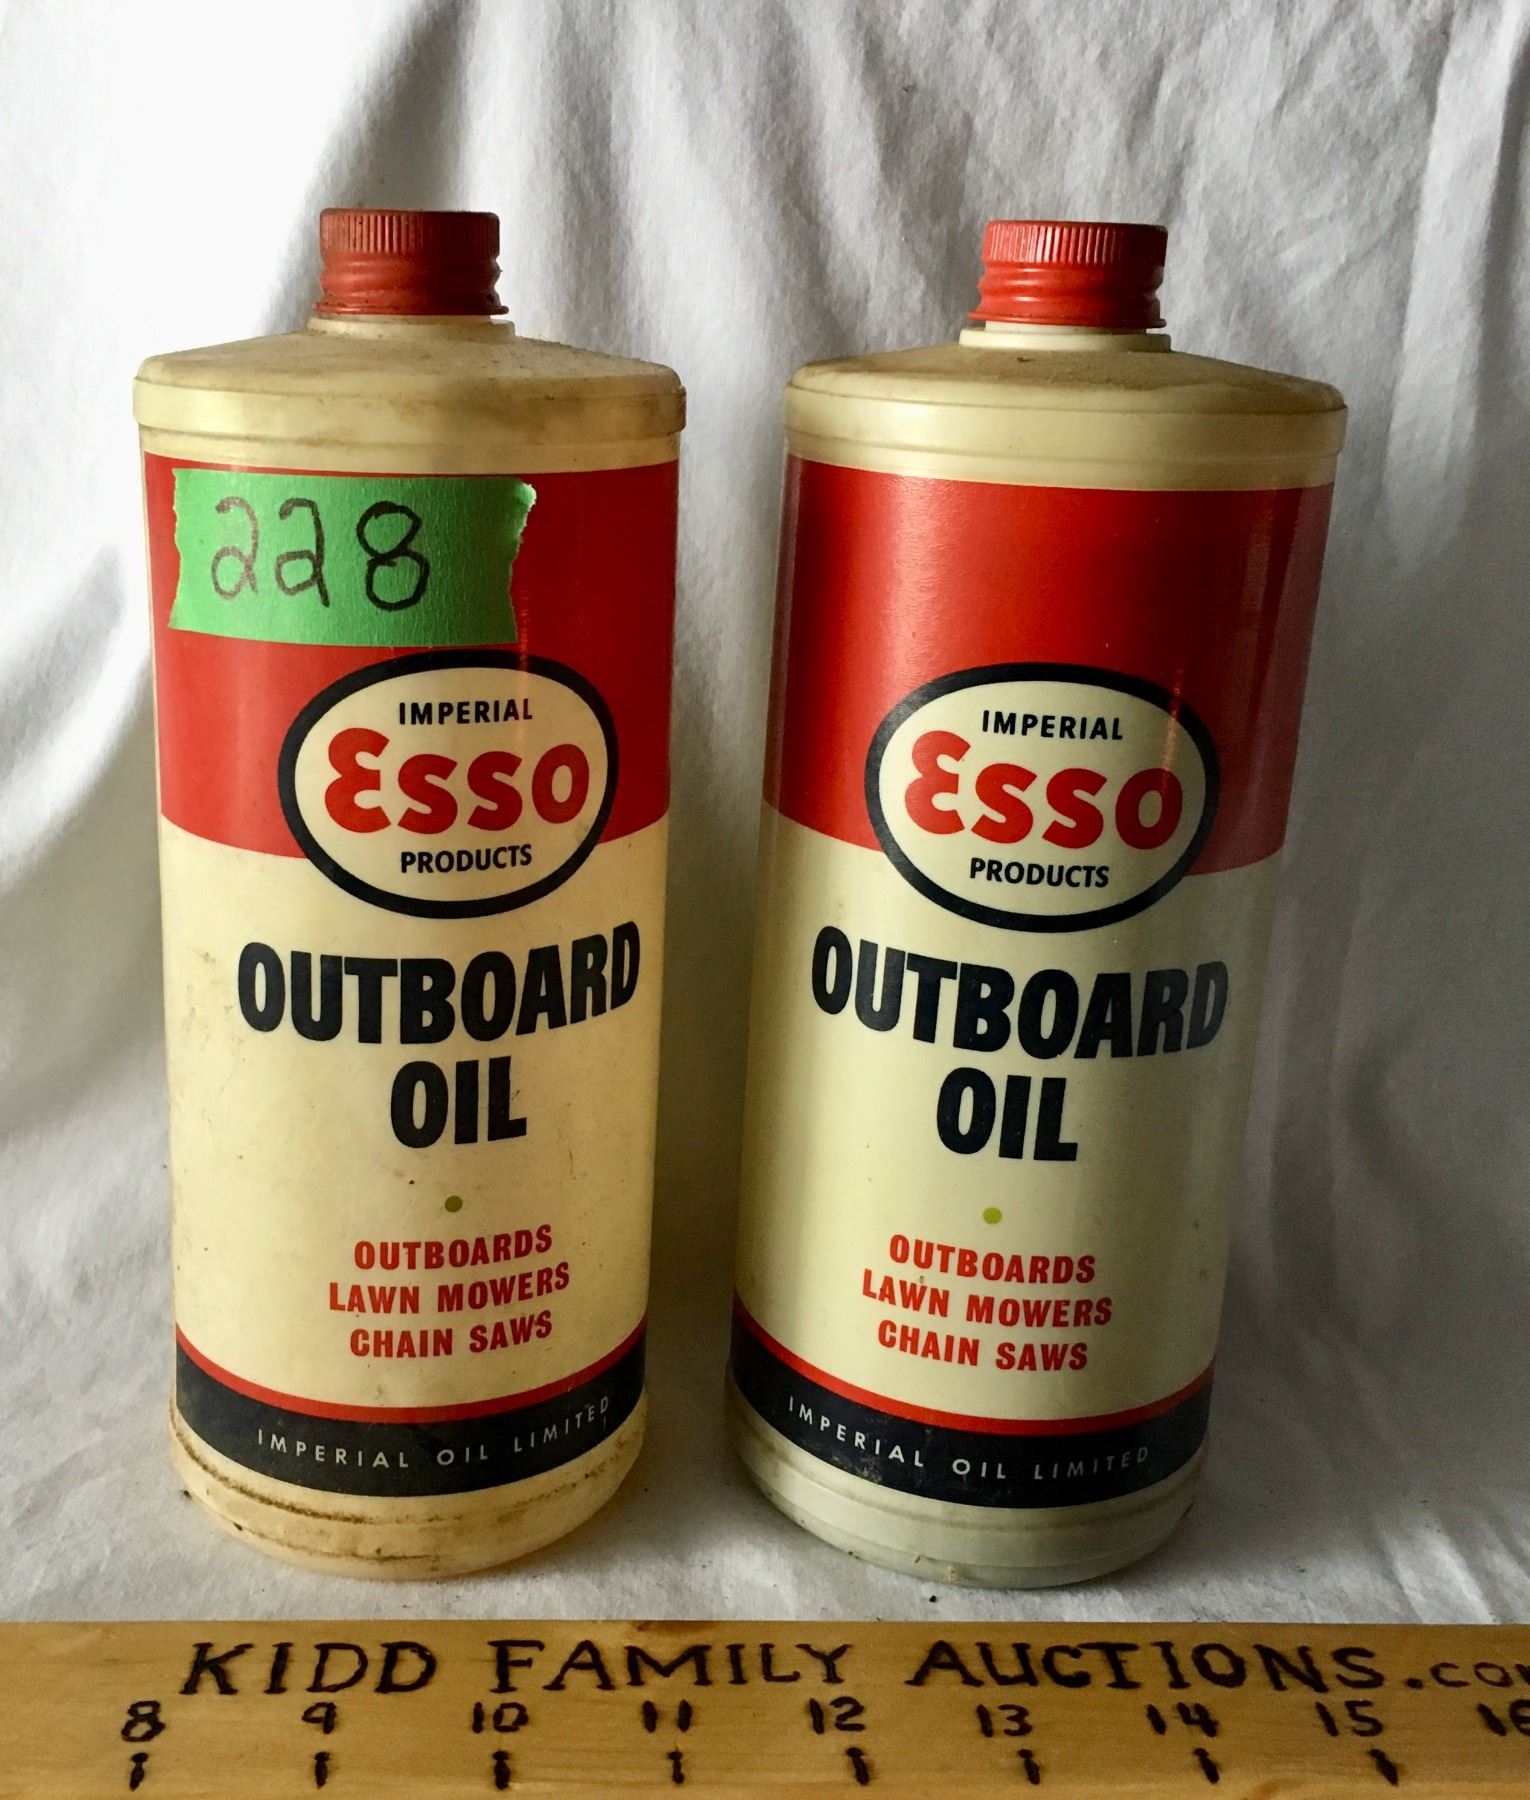 228
IMPERIAL
Esso
PRODUCTS
OUTBOARD
OIL
OUTBOARDS
LAWN MOWERS
CHAIN SAWS
IMPERIAL OIL LIMITED
IMPERIAL
Esso
PRODUCTS
OUTBOARD
OIL
OUTBOARDS
LAWN MOWERS
CHAIN SAWS
IMPERIAL OIL LIMITED
KIDD FAMILY AUCTIONS.com
8 9 10 11 12 13 14 15 16